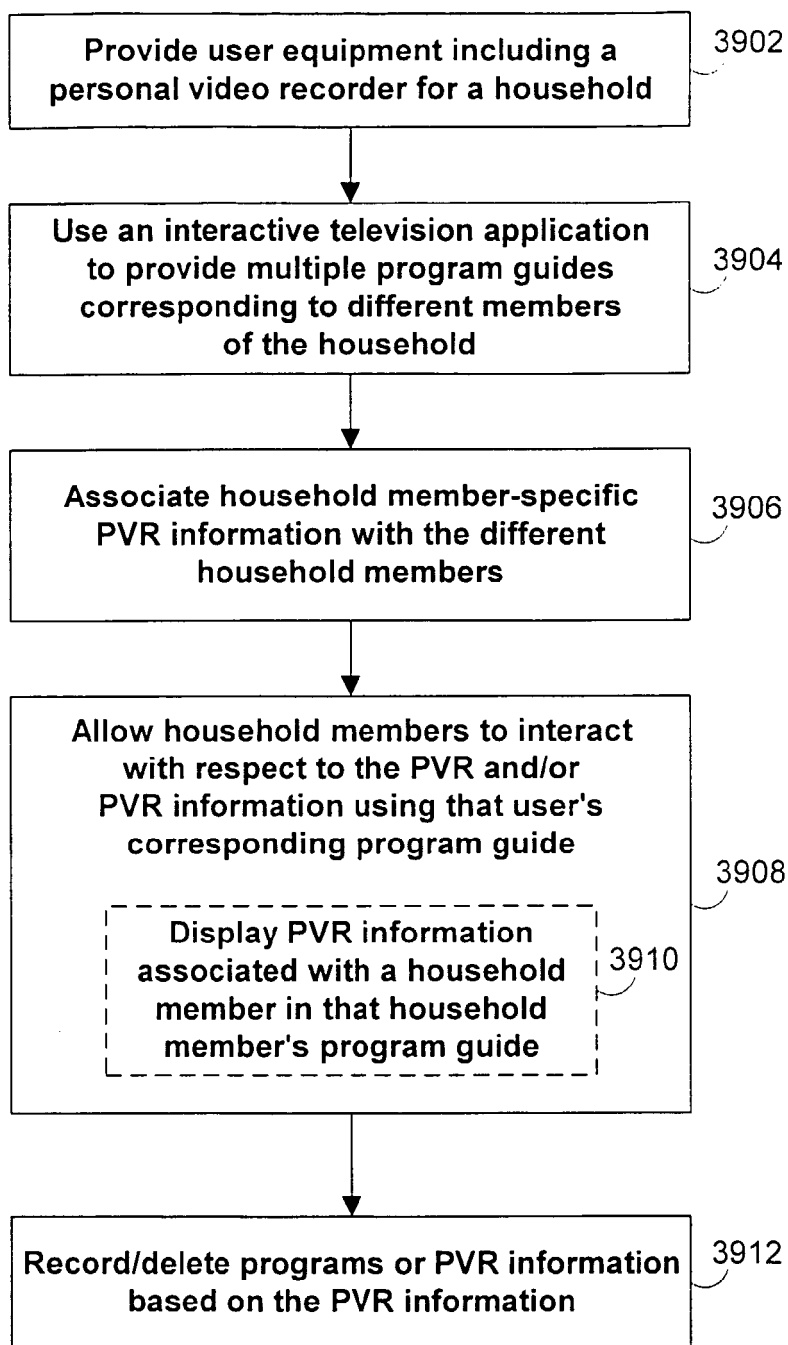 Provide user equipment including a
personal video recorder for a household
3902
Use an interactive television application
to provide multiple program guides
corresponding to different members
of the household
3904
Associate household member-specific
PVR information with the different
household members
3906
Allow household members to interact
with respect to the PVR and/or
PVR information using that user's
corresponding program guide
3908
Display PVR information
associated with a household
member in that household
member's program guide
3910
Record/delete programs or PVR information
based on the PVR information
3912